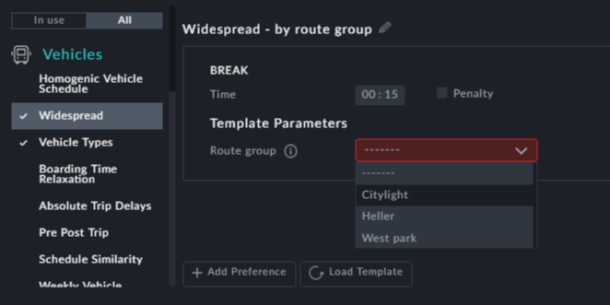 In use
All
Vehicles
Homogenic Vehicle
Schedule
Widespread
Vehicle Types
Boarding Time
Relaxation
Absolute Trip Delays
Pre Post Trip
Schedule Similarity
Weekly Vehicle
Widespread - by route group
BREAK
Time
00 : 15
Penalty
Template Parameters
Route group
-------
-------
Citylight
Heller
West park
+ Add Preference
Load Template